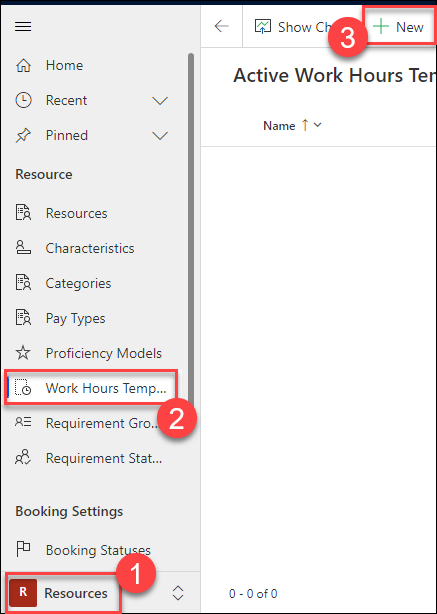 Show Ch
3
New
Home
Recent
Pinned
Resource
Resources
Characteristics
Categories
Pay Types
Proficiency Models
Work Hours Temp...
2
Requirement Gro...
Requirement Stat...
Booking Settings
Booking Statuses
1
R Resources
Active Work Hours Tem
Name
0 - 0 of 0